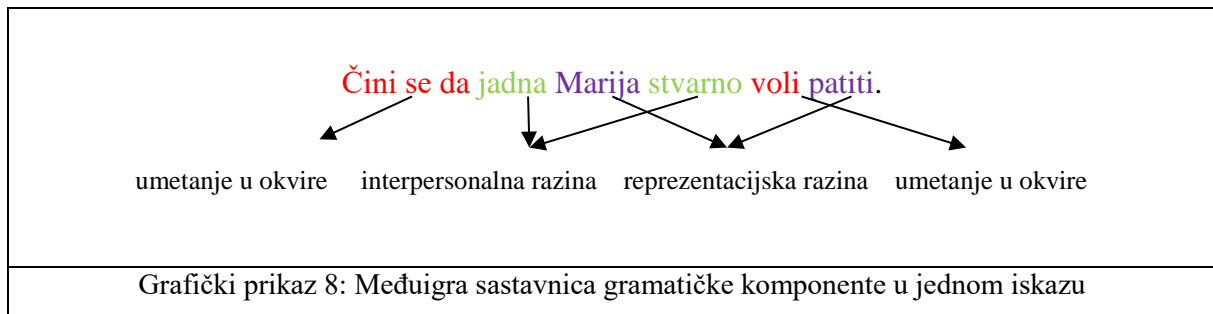 Čini se da jadna Marija stvarno voli patiti.
umetanje u okvire interpersonalna razina reprezentacijska razina umetanje u okvire
Grafički prikaz 8: Međuigra sastavnica gramatičke komponente u jednom iskazu